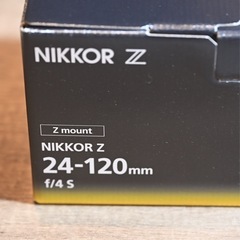 NIKKOR Z
Z mount
NIKKOR Z
24-120mm
f/4 S